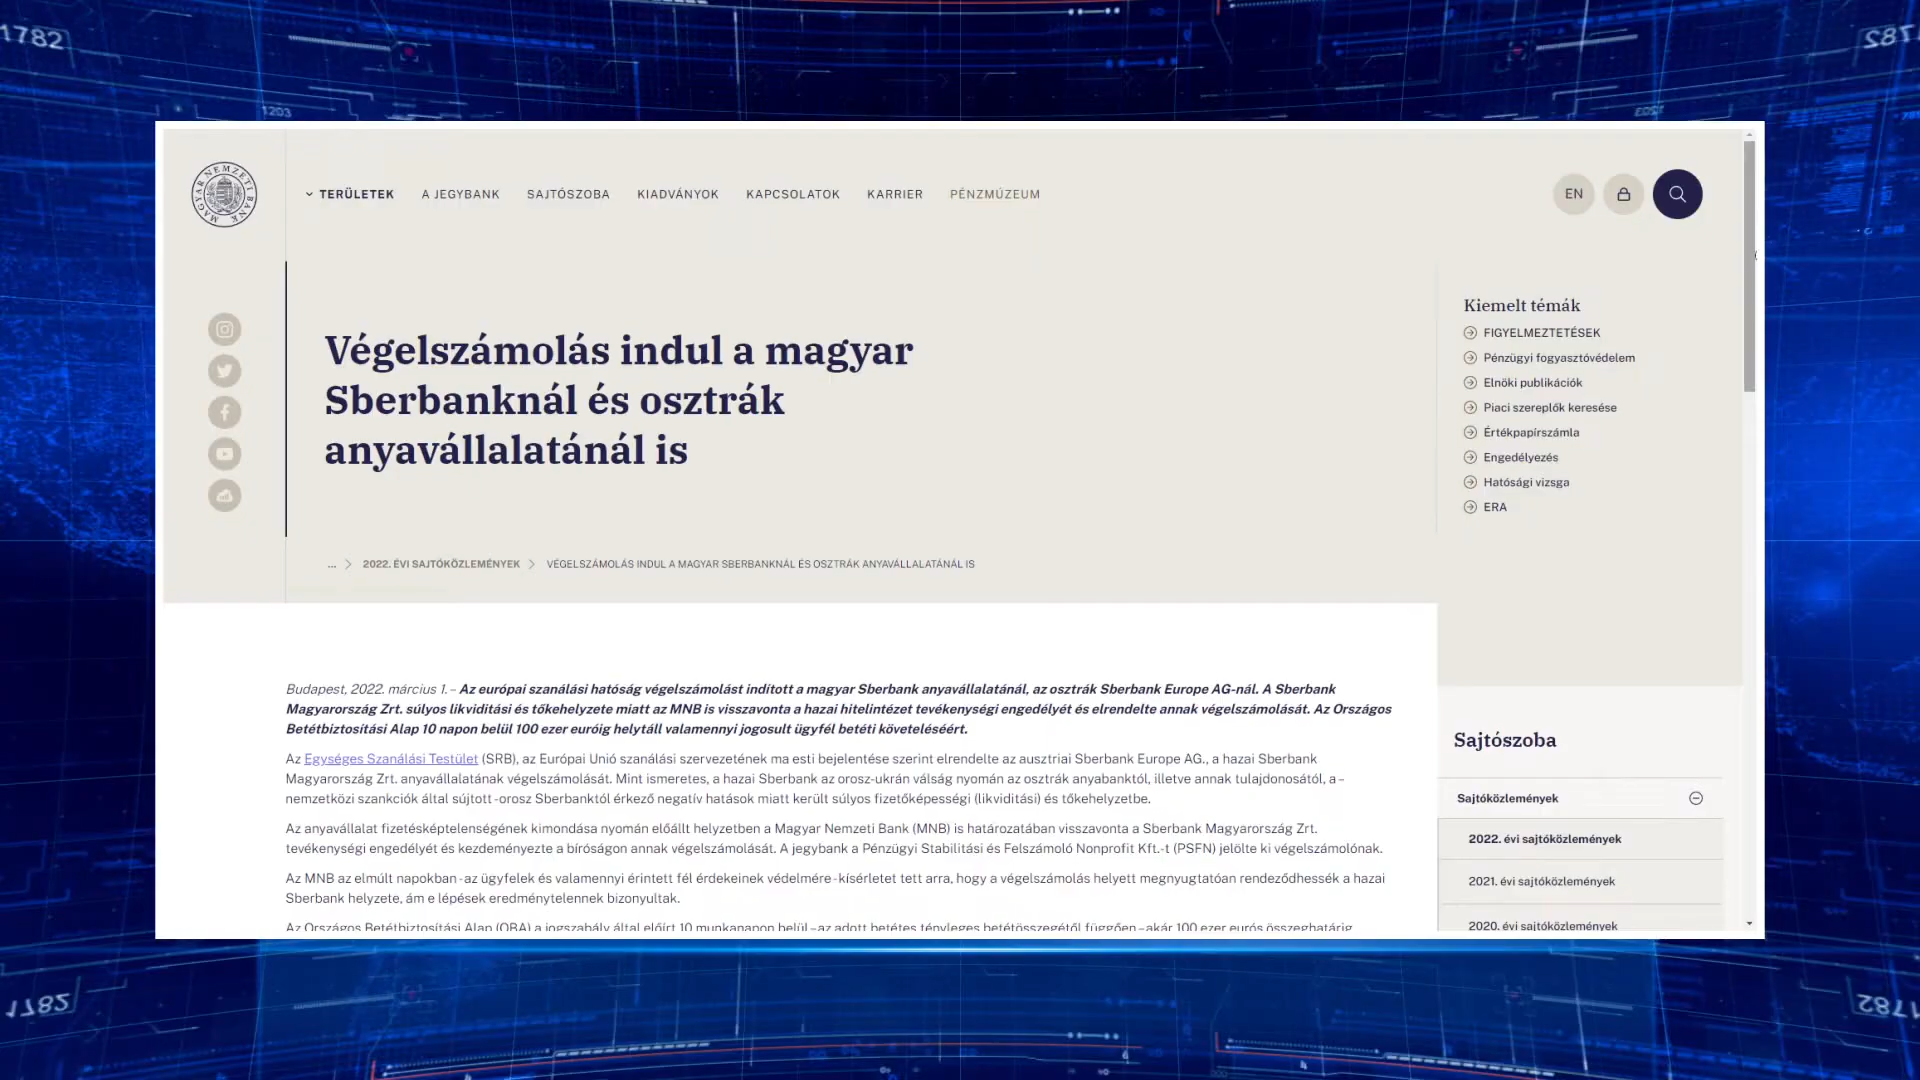 1782
1203
MAGYAR NEMZETI BANK
TERÜLETEK
A JEGYBANK
SAJTÓSZOBA
KIADVÁNYOK
KAPCSOLATOK
KARRIER
PÉNZMÚZEUM
EN
Végelszámolás indul a magyar
Sberbanknál és osztrák
anyavállalatánál is
... > 2022. ÉVI SAJTÓKÖZLEMÉNYEK > VÉGELSZÁMOLÁS INDUL A MAGYAR SBERBANKNÁL ÉS OSZTRÁK ANYAVÁLLALATÁNÁL IS
Kiemelt témák
FIGYELMEZTETÉSEK
Pénzügyi fogyasztóvédelem
Elnöki publikációk
Piaci szereplők keresése
Értékpapírszámla
Engedélyezés
Hatósági vizsga
ERA
Budapest, 2022. március 1. – Az európai szanálási hatóság végelszámolást indított a magyar Sberbank anyavállalatánál, az osztrák Sberbank Europe AG-nál. A Sberbank
Magyarország Zrt. súlyos likviditási és tőkehelyzete miatt az MNB is visszavonta a hazai hitelintézet tevékenységi engedélyét és elrendelte annak végelszámolását. Az Országos
Betétbiztosítási Alap 10 napon belül 100 ezer euróig helytáll valamennyi jogosult ügyfél betéti követeléséért.
Az Egységes Szanálási Testület (SRB), az Európai Unió szanálási szervezetének ma esti bejelentése szerint elrendelte az ausztriai Sberbank Europe AG., a hazai Sberbank
Magyarország Zrt. anyavállalatának végelszámolását. Mint ismeretes, a hazai Sberbank az orosz-ukrán válság nyomán az osztrák anyabanktól, illetve annak tulajdonosától, a –
nemzetközi szankciók által sújtott - orosz Sberbanktól érkező negatív hatások miatt került súlyos fizetőképességi (likviditási) és tőkehelyzetbe.
Az anyavállalat fizetésképtelenségének kimondása nyomán előállt helyzetben a Magyar Nemzeti Bank (MNB) is határozatában visszavonta a Sberbank Magyarország Zrt.
tevékenységi engedélyét és kezdeményezte a bíróságon annak végelszámolását. A jegybank a Pénzügyi Stabilitási és Felszámoló Nonprofit Kft.-t (PSFN) jelölte ki végelszámolónak.
Az MNB az elmúlt napokban - az ügyfelek és valamennyi érintett fél érdekeinek védelmére - kísérletet tett arra, hogy a végelszámolás helyett megnyugtatóan rendeződhessék a hazai
Sberbank helyzete, ám e lépések eredménytelennek bizonyultak.
Az Országos Betétbiztosítási Alap (OBA) a jogszabály által előírt 10 munkanapon belül – az adott betétes tényleges betétösszegétől függően – akár 100 ezer eurós összeghatárig
Sajtószoba
Sajtóközlemények
2022. évi sajtóközlemények
2021. évi sajtóközlemények
2020. évi sajtóközlemények